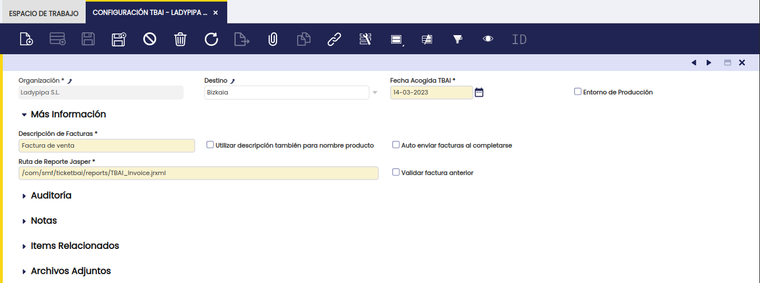 ESPACIO DE TRABAJO
CONFIGURACIÓN TBAI - LADYPIPA ...
ID
Organización *
Destino
Fecha Acogida TBAI *
Ladypipa S.L.
Bizkaia
14-03-2023
Entorno de Producción
Más Información
Descripción de Facturas *
Factura de venta
Utilizar descripción también para nombre producto
Auto enviar facturas al completarse
Ruta de Reporte Jasper *
/com/smf/ticketbai/reports/TBAI_Invoice.jrxml
Validar factura anterior
Auditoría
Notas
Items Relacionados
Archivos Adjuntos